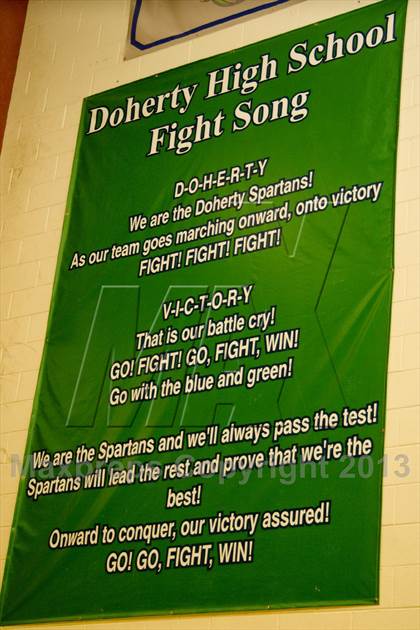 Doherty High School
Fight Song
D-O-H-E-R-T-Y
We are the Doherty Spartans!
As our team goes marching onward, onto victory
FIGHT! FIGHT! FIGHT!
V-I-C-T-O-R-Y
That is our battle cry!
GO! FIGHT! GO, FIGHT, WIN!
Go with the blue and green!
We are the Spartans and we'll always pass the test!
Spartans will lead the rest and prove that we're the
best!
Onward to conquer, our victory assured!
GO! GO, FIGHT, WIN!
Maxpreps Copyright 2013